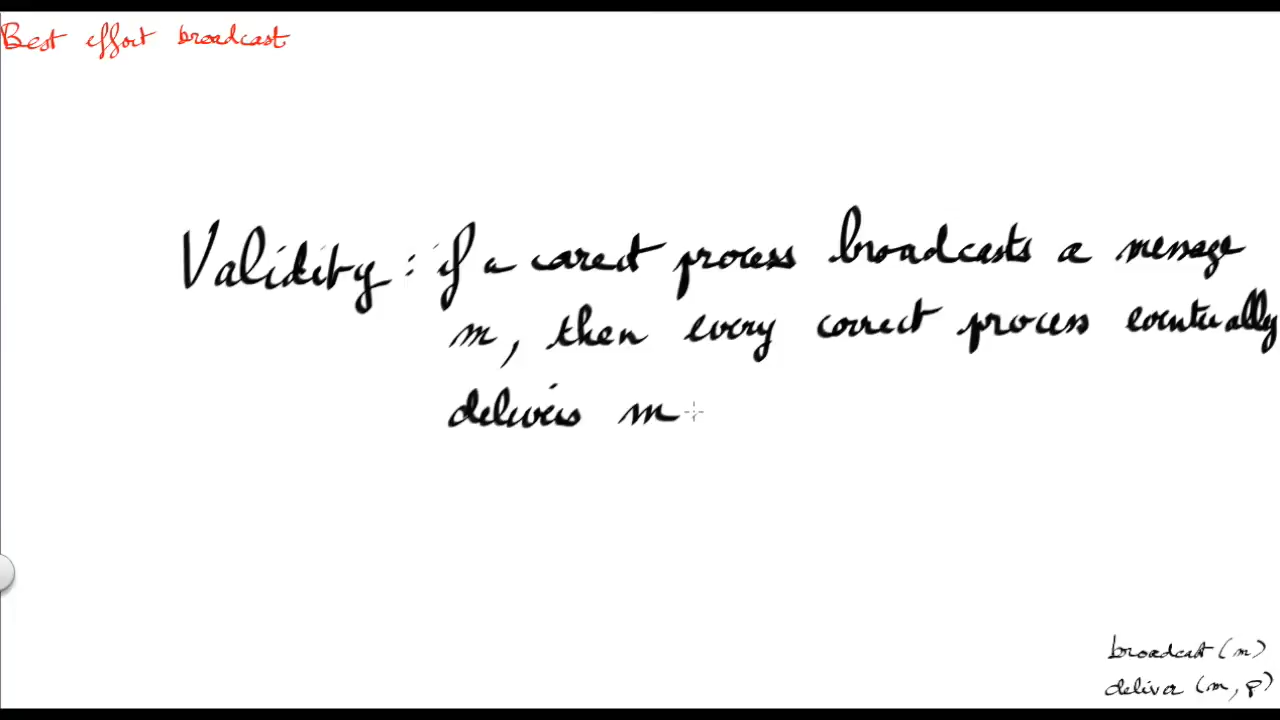 Best effort broadcast
Validity : if a correct process broadcasts a message
m, then every correct process eventually
delivers m
broadcast (m)
deliver (m, p)